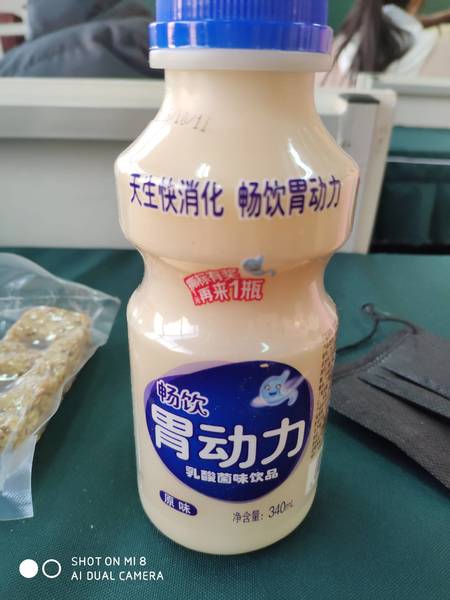 /10/11
天生快消化 畅饮胃动力
再来1瓶
畅饮
胃动力
乳酸菌味饮品
原味
净含量: 340mL
SHOT ON MI 8
AI DUAL CAMERA